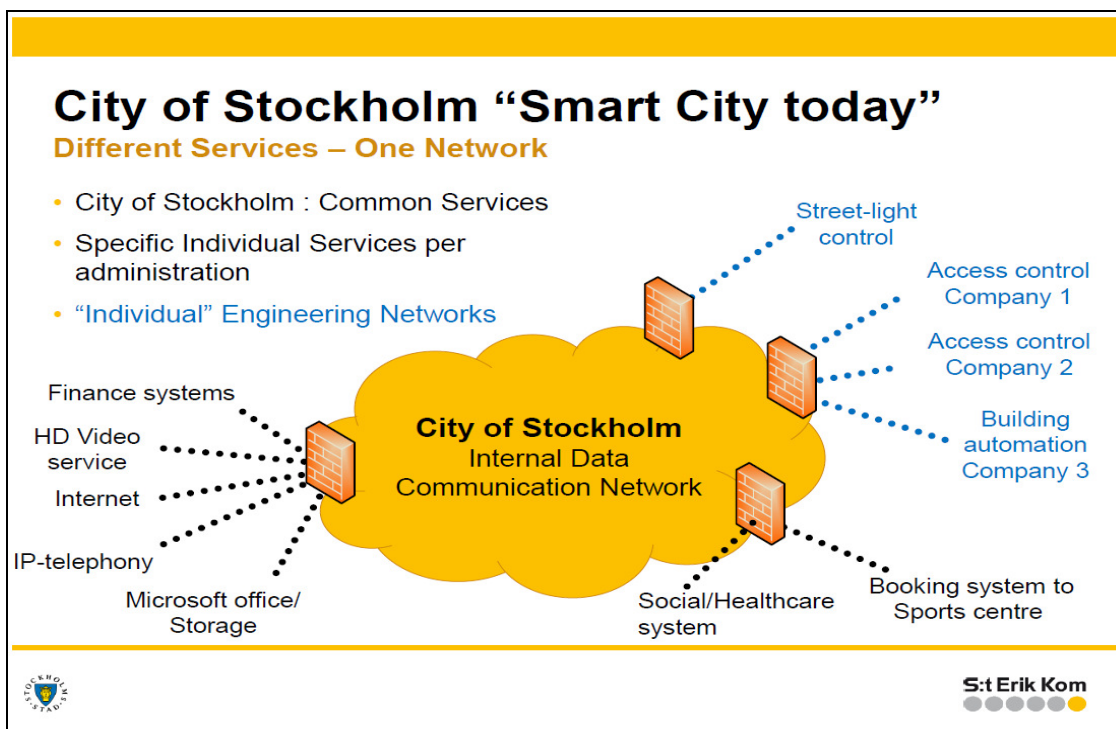 City of Stockholm “Smart City today”
Different Services – One Network
• City of Stockholm : Common Services
• Specific Individual Services per
administration
• “Individual” Engineering Networks
Street-light
control
Access control
Company 1
Access control
Company 2
Building
automation
Company 3
Finance systems
HD Video
service
Internet
IP-telephony
Microsoft office/
Storage
City of Stockholm
Internal Data
Communication Network
Social/Healthcare
system
Booking system to
Sports centre
STOCKHOLMS
STAD
S:t Erik Kom